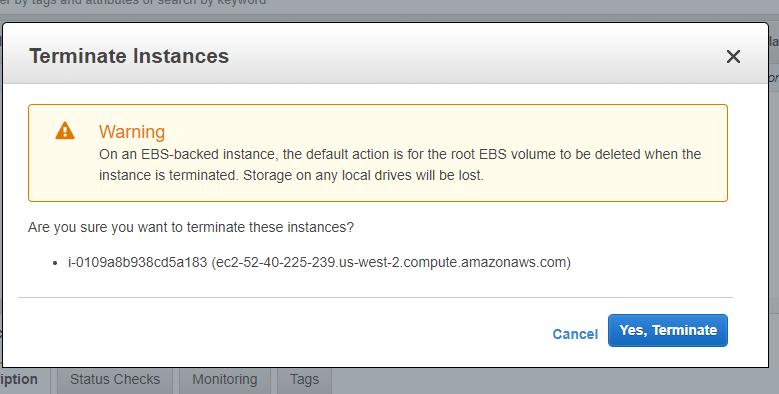 er by tags and attributes or search by keyword
Terminate Instances
Warning
On an EBS-backed instance, the default action is for the root EBS volume to be deleted when the
instance is terminated. Storage on any local drives will be lost.
Are you sure you want to terminate these instances?
• i-0109a8b938cd5a183 (ec2-52-40-225-239.us-west-2.compute.amazonaws.com)
Cancel
Yes, Terminate
iption
Status Checks
Monitoring
Tags